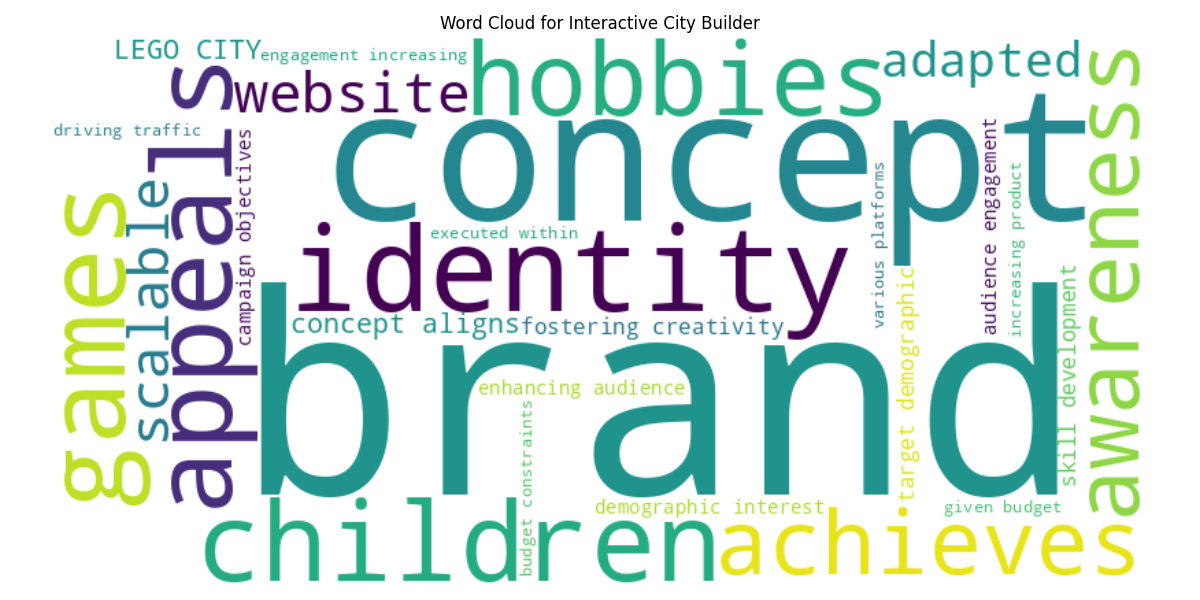 Word Cloud for Interactive City Builder
LEGO CITY
engagement increasing
hobbies
adapted
website
driving traffic
concept
awareness
appeals
games
scalable
campaign objectives
identity
executed within
various platforms
audience engagement
increasing product
concept aligns
fostering creativity
brand
enhancing audience
target demographic
skill development
budget constraints
demographic interest
given budget
children
achieves